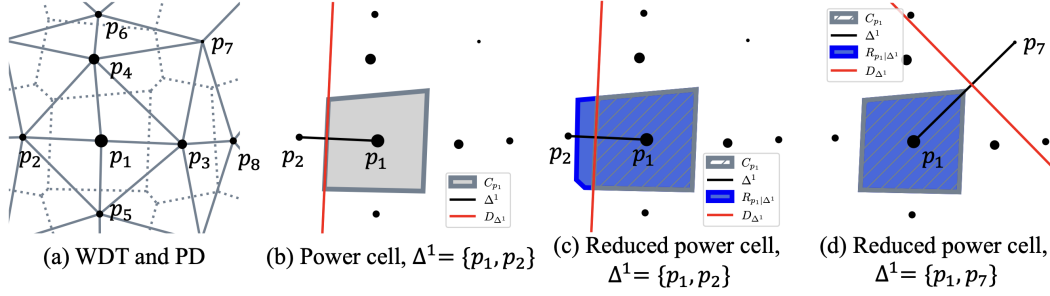 p₆
p₇
p₄
p₂
p₁
p₃
p₈
p₅
(a) WDT and PD
p₂
p₁
C_{p₁}
Δ¹
D_{Δ¹}
(b) Power cell, Δ¹ = {p₁, p₂}
p₂
p₁
C_{p₁}
Δ¹
R_{p₁|Δ¹}
D_{Δ¹}
(c) Reduced power cell,
Δ¹ = {p₁, p₂}
C_{p₁}
Δ¹
R_{p₁|Δ¹}
D_{Δ¹}
p₇
p₁
(d) Reduced power cell,
Δ¹ = {p₁, p₇}